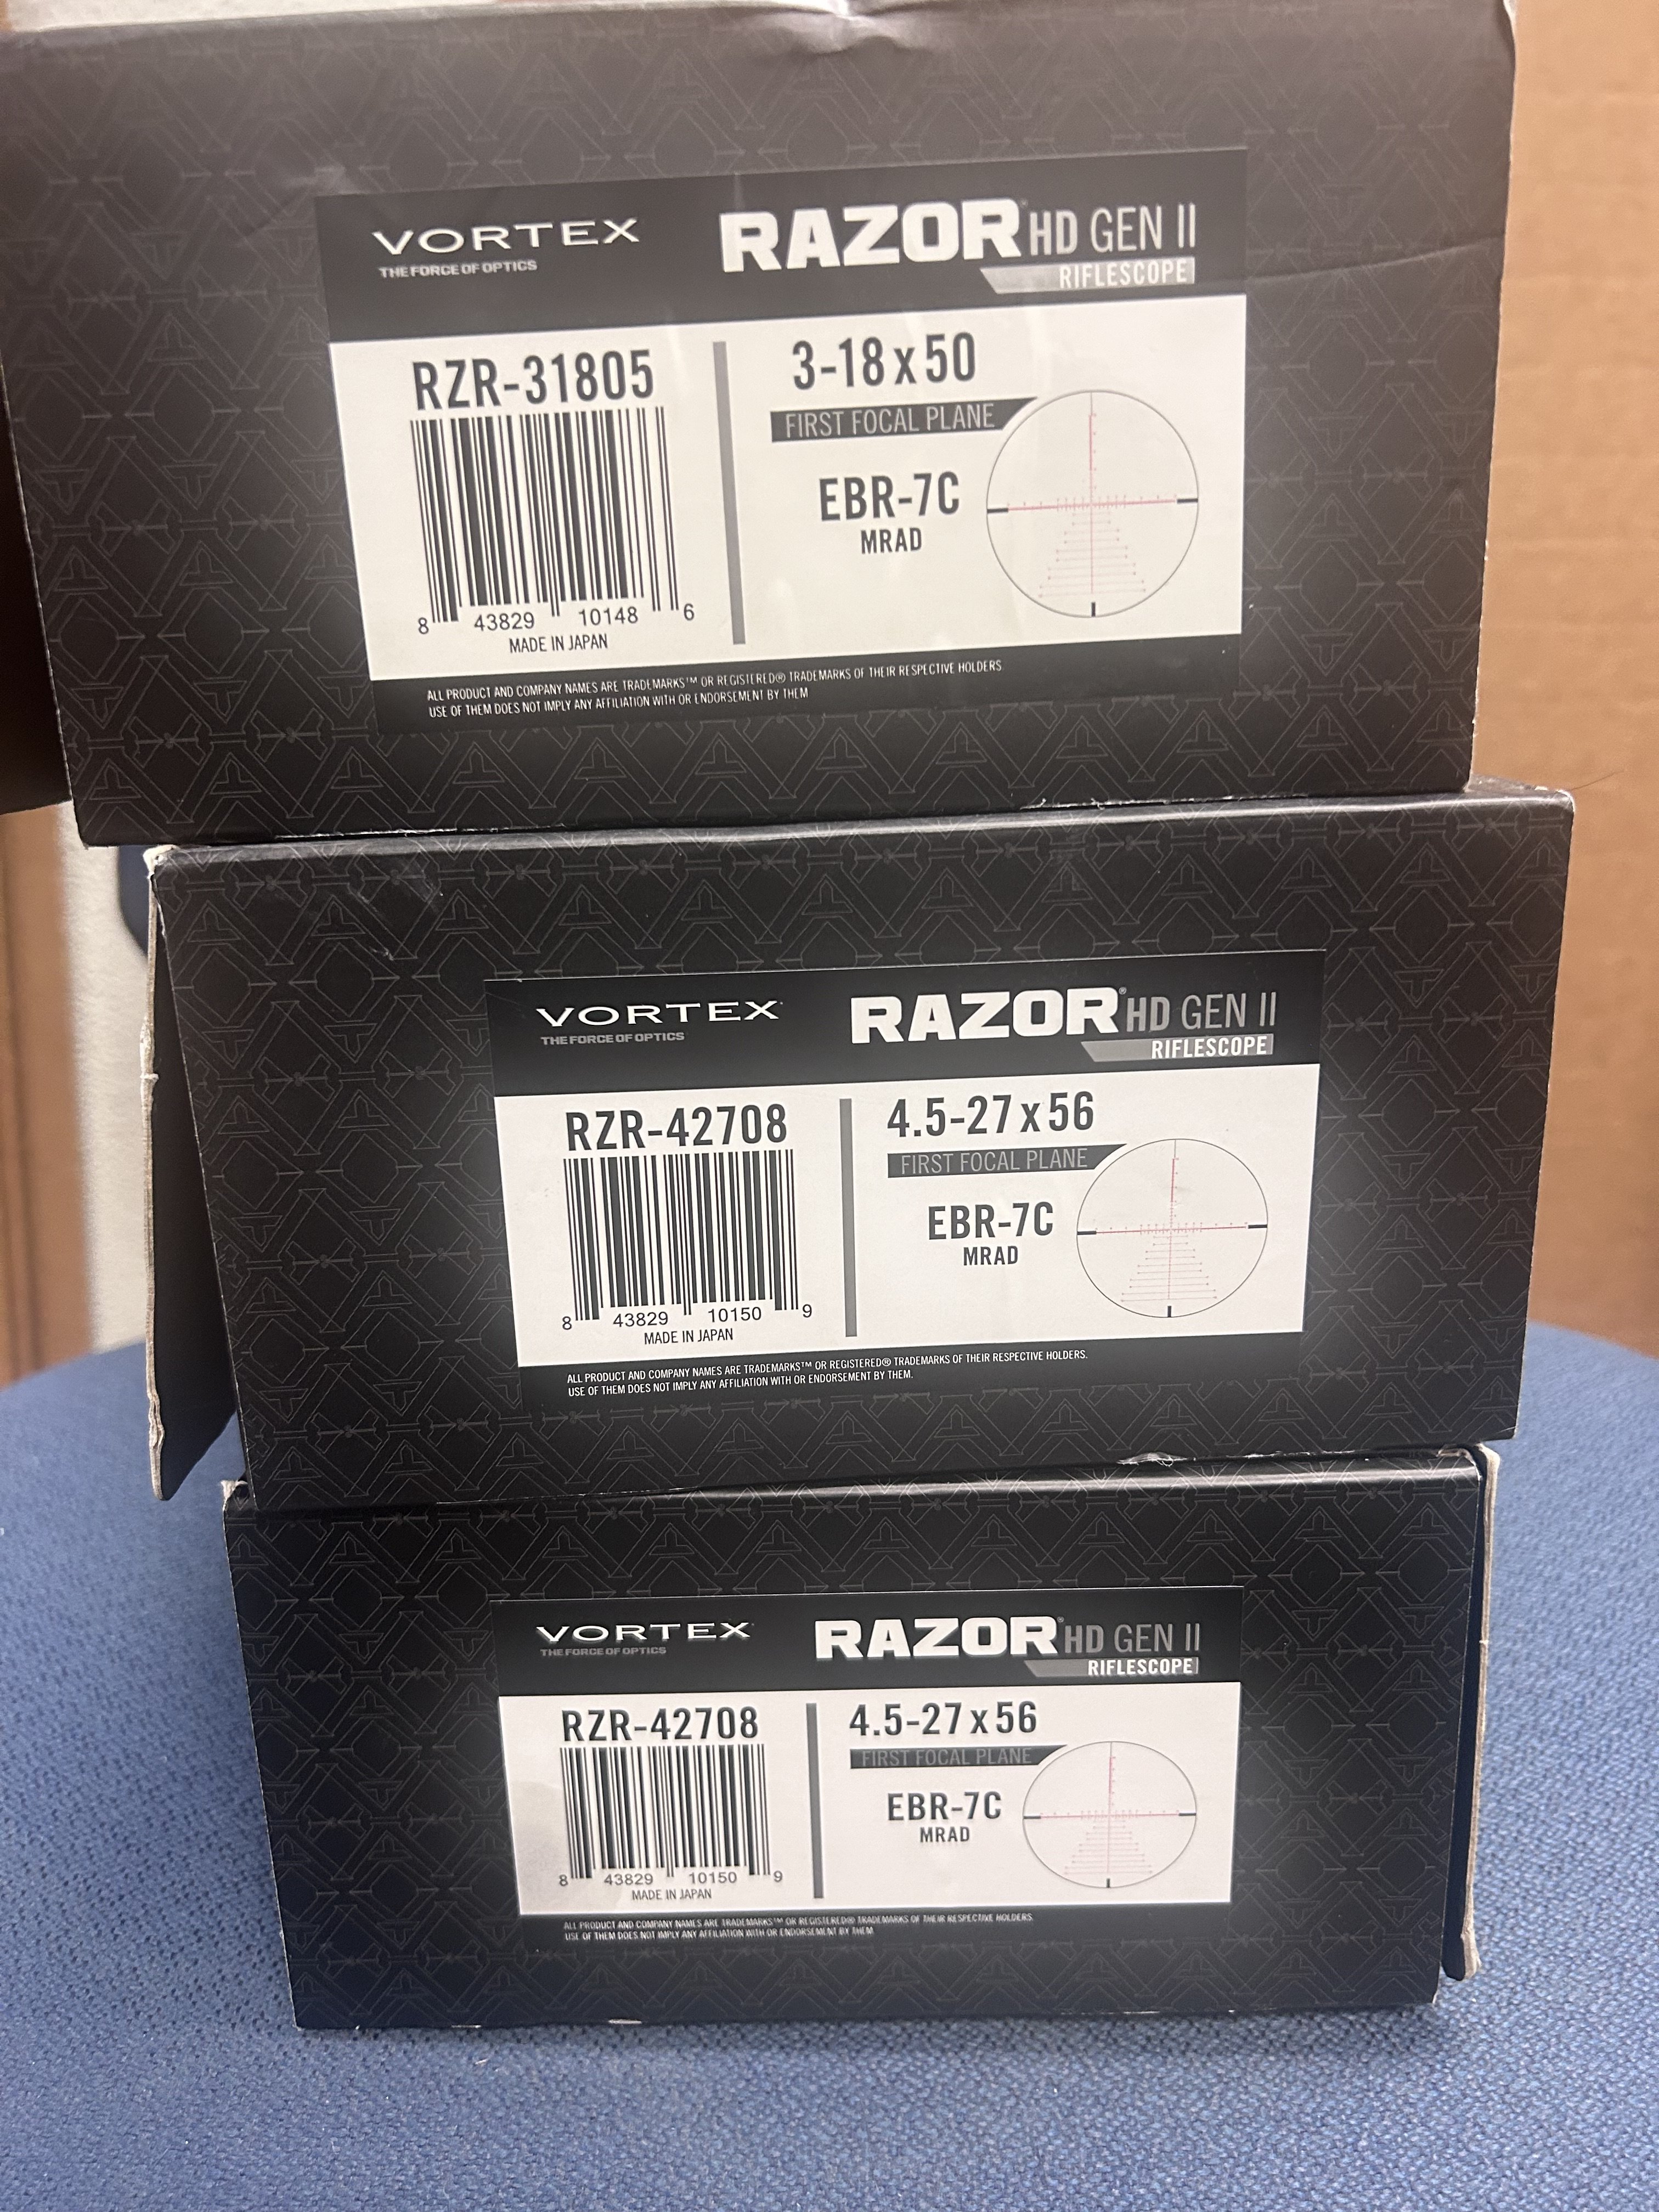 VORTEX
THE FORCE OF OPTICS
RAZOR® HD GEN II
RIFLESCOPE
RZR-31805
8 43829 10148 6
MADE IN JAPAN
3-18x50
FIRST FOCAL PLANE
EBR-7C
MRAD
ALL PRODUCT AND COMPANY NAMES ARE TRADEMARKS™ OR REGISTERED® TRADEMARKS OF THEIR RESPECTIVE HOLDERS
USE OF THEM DOES NOT IMPLY ANY AFFILIATION WITH OR ENDORSEMENT BY THEM
VORTEX
THE FORCE OF OPTICS
RAZOR® HD GEN II
RIFLESCOPE
RZR-42708
8 43829 10150 9
MADE IN JAPAN
4.5-27x56
FIRST FOCAL PLANE
EBR-7C
MRAD
ALL PRODUCT AND COMPANY NAMES ARE TRADEMARKS™ OR REGISTERED® TRADEMARKS OF THEIR RESPECTIVE HOLDERS.
USE OF THEM DOES NOT IMPLY ANY AFFILIATION WITH OR ENDORSEMENT BY THEM.
VORTEX
THE FORCE OF OPTICS
RAZOR® HD GEN II
RIFLESCOPE
RZR-42708
8 43829 10150 9
MADE IN JAPAN
4.5-27x56
FIRST FOCAL PLANE
EBR-7C
MRAD
ALL PRODUCT AND COMPANY NAMES ARE TRADEMARKS™ OR REGISTERED® TRADEMARKS OF THEIR RESPECTIVE HOLDERS.
USE OF THEM DOES NOT IMPLY ANY AFFILIATION WITH OR ENDORSEMENT BY THEM